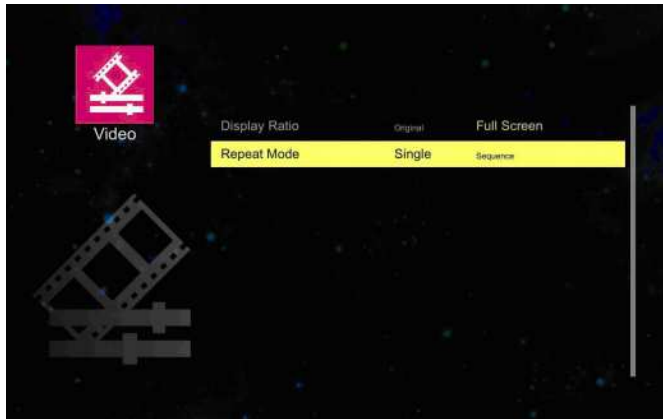 Video
Display Ratio Original Full Screen
Repeat Mode Single Sequence